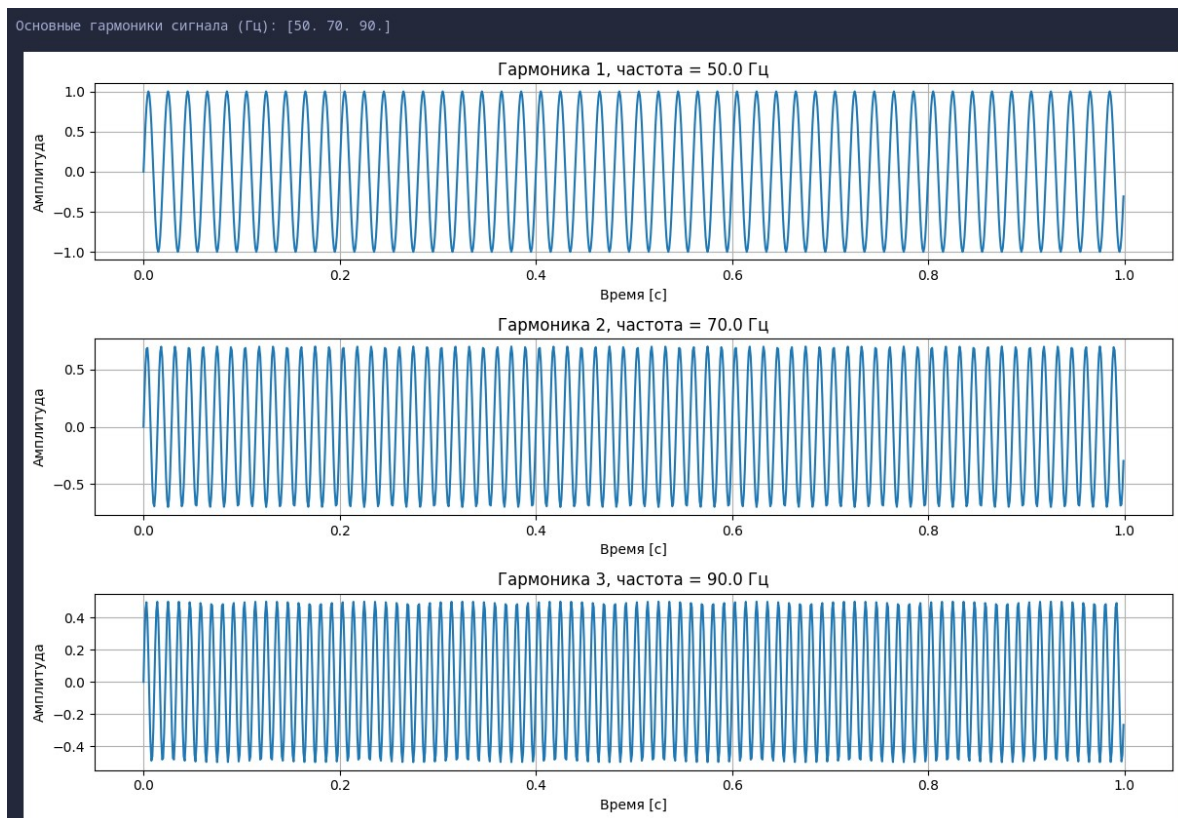 Основные гармоники сигнала (Гц): [50. 70. 90.]
Гармоника 1, частота = 50.0 Гц
1.0
0.5
0.0
−0.5
−1.0
Амплитуда
0.0 0.2 0.4 0.6 0.8 1.0
Время [с]
Гармоника 2, частота = 70.0 Гц
0.5
0.0
−0.5
Амплитуда
0.0 0.2 0.4 0.6 0.8 1.0
Время [с]
Гармоника 3, частота = 90.0 Гц
0.4
0.2
0.0
−0.2
−0.4
Амплитуда
0.0 0.2 0.4 0.6 0.8 1.0
Время [с]